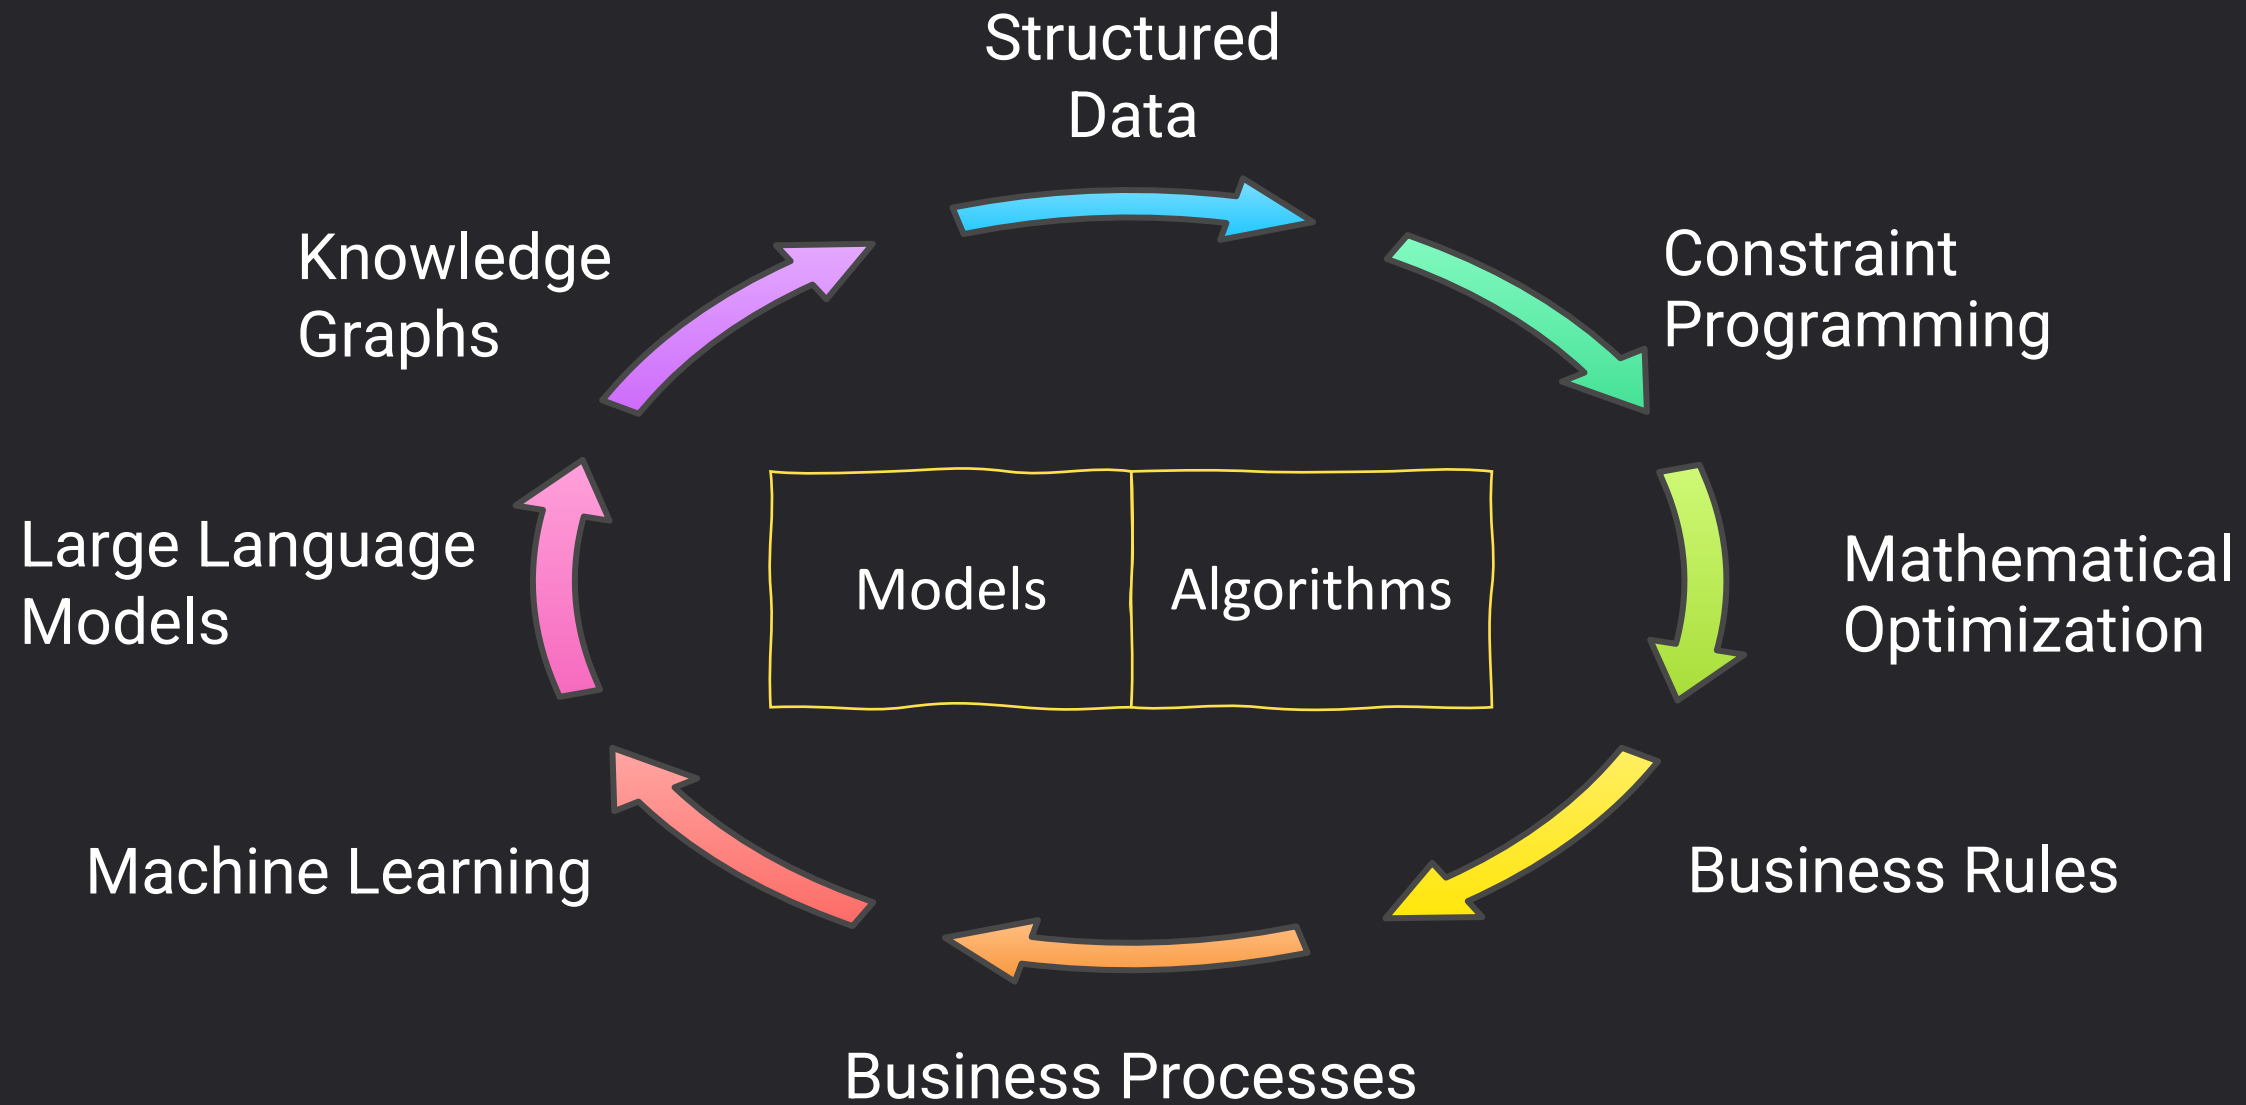 Structured
Data
Constraint
Programming
Mathematical
Optimization
Business Rules
Business Processes
Machine Learning
Large Language
Models
Knowledge
Graphs
Models
Algorithms